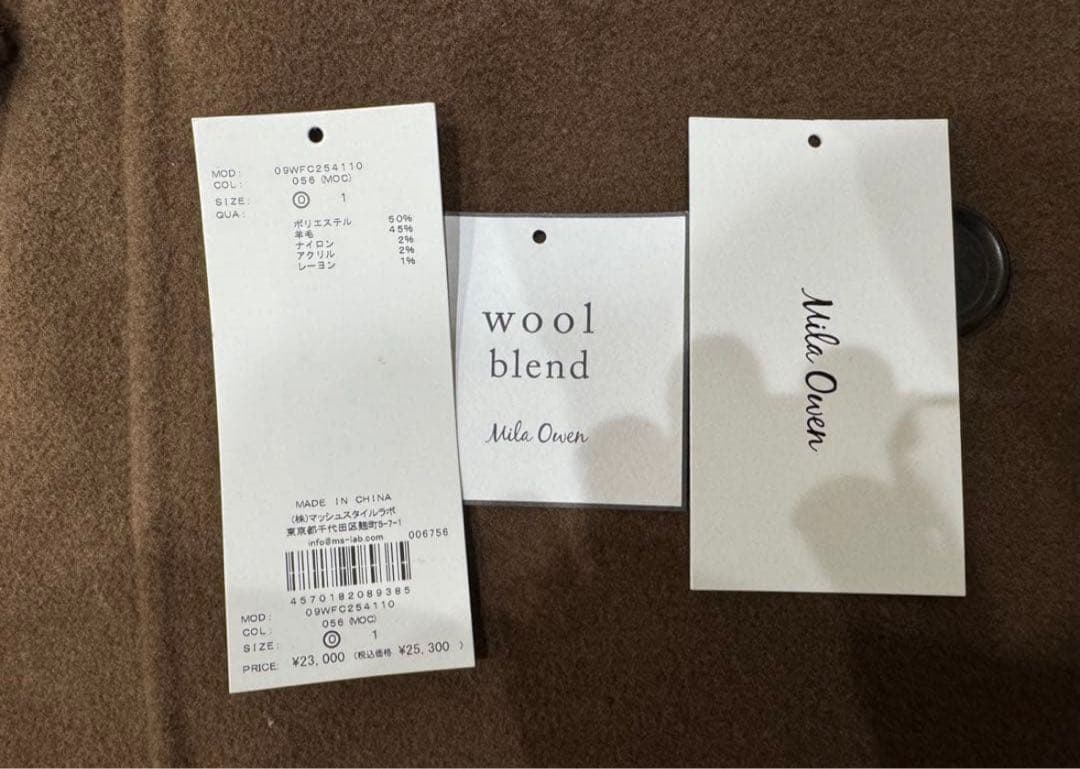 MOD: 09WFC254110
COL: 056 (MOC)
SIZE: 0 1
QUA:
ポリエステル 50%
羊毛 45%
ナイロン 2%
アクリル 2%
レーヨン 1%
MADE IN CHINA
(株)マッシュスタイルラボ
東京都千代田区麹町5-7-1
info@ms-lab.com 006756
4570182089385
MOD: 09WFC254110
COL: 056 (MOC)
SIZE: 0 1
PRICE: ¥23,000 (税込価格 ¥25,300 )
wool
blend
Mila Owen
Mila Owen